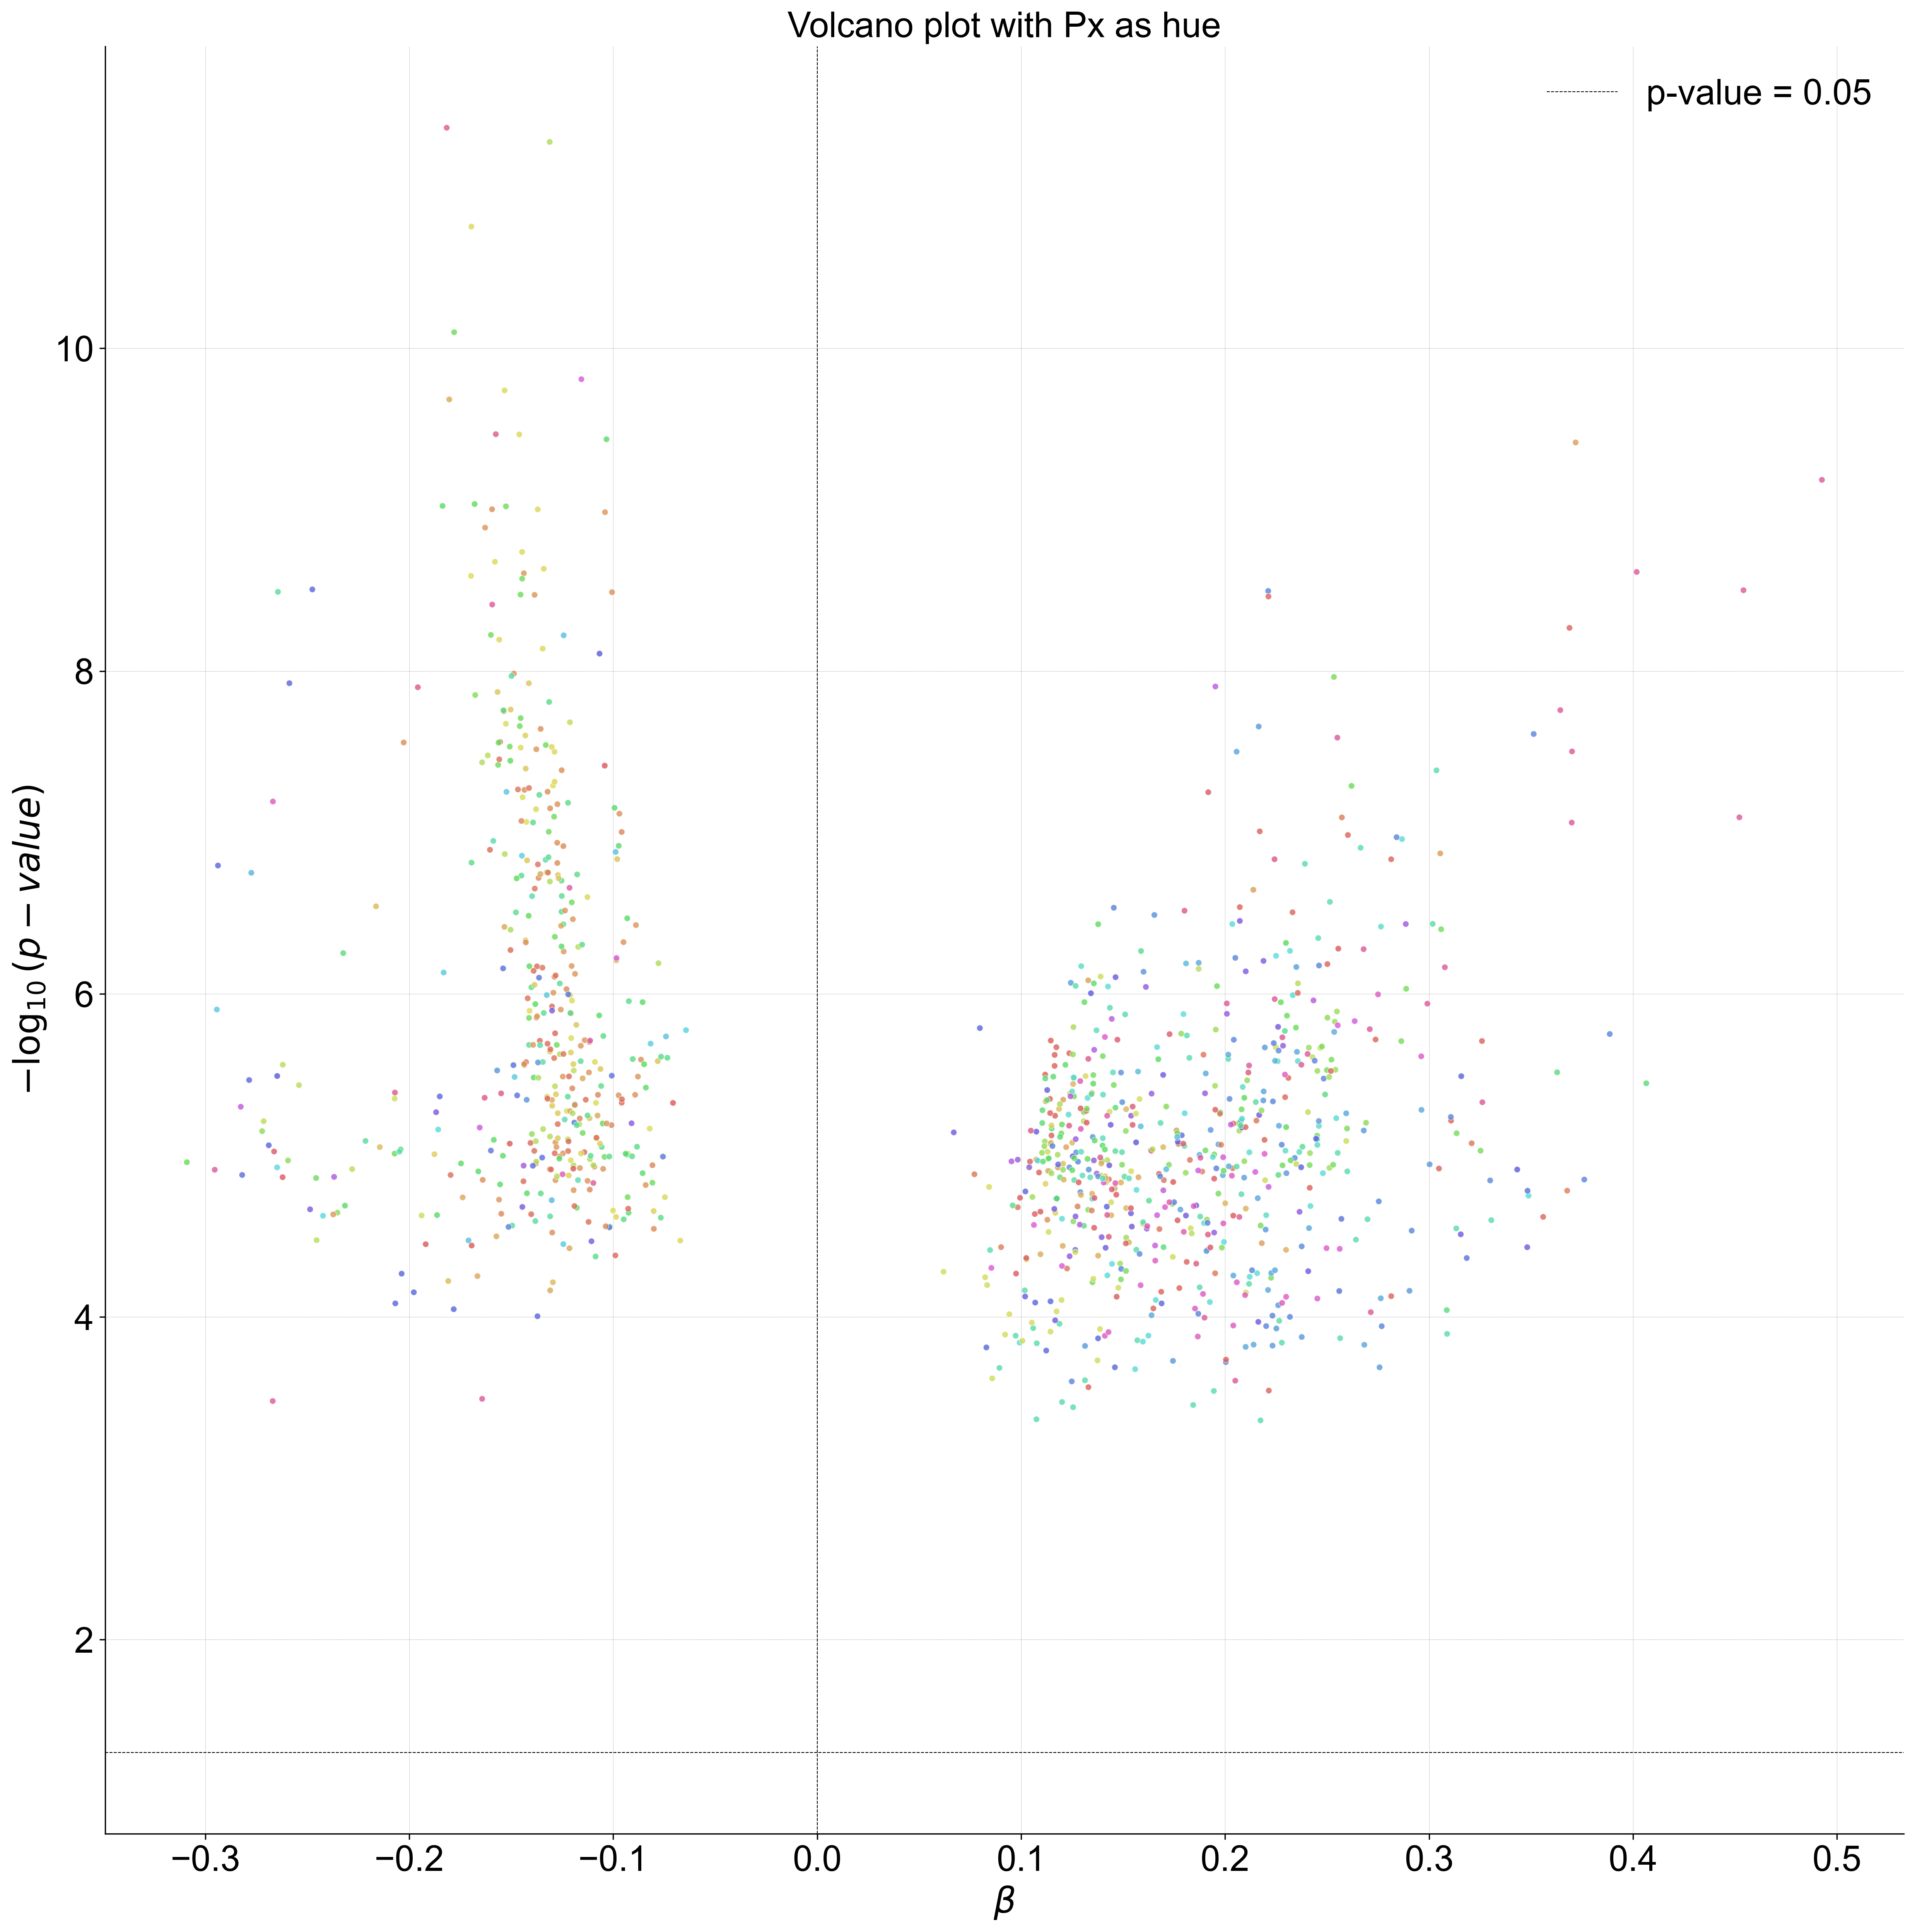 Volcano plot with Px as hue
p-value = 0.05
10
8
6
4
2
−log₁₀ (p − value)
−0.3 −0.2 −0.1 0.0 0.1 0.2 0.3 0.4 0.5
β